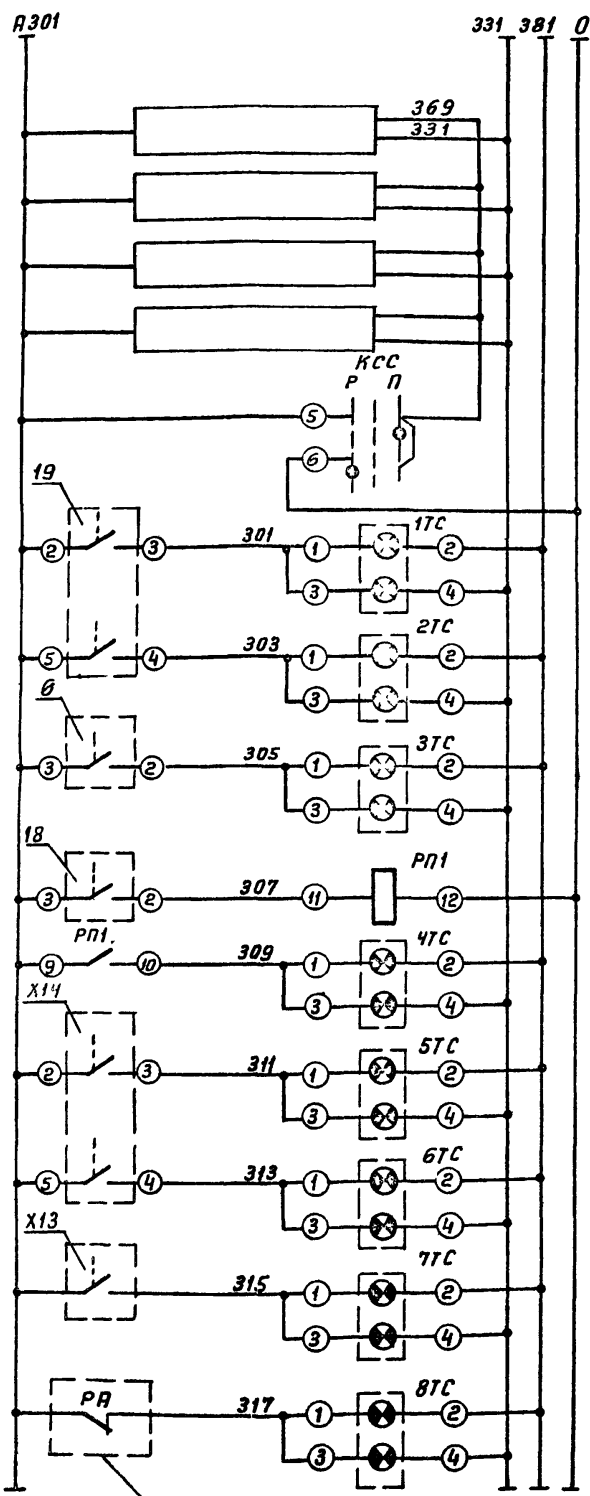 А301 331 381 0
369
331
КСС
Р П
5
6
19
1ТС
2 3 301 1 2
3 4
2ТС
5 4 303 1 2
3 4
6
3ТС
3 2 305 1 2
3 4
18
РП1
3 2 307 11 12
РП1
4ТС
9 10 309 1 2
3 4
Х14
5ТС
2 3 311 1 2
3 4
6ТС
5 4 313 1 2
3 4
Х13
7ТС
315 1 2
3 4
8ТС
РА 317 1 2
3 4